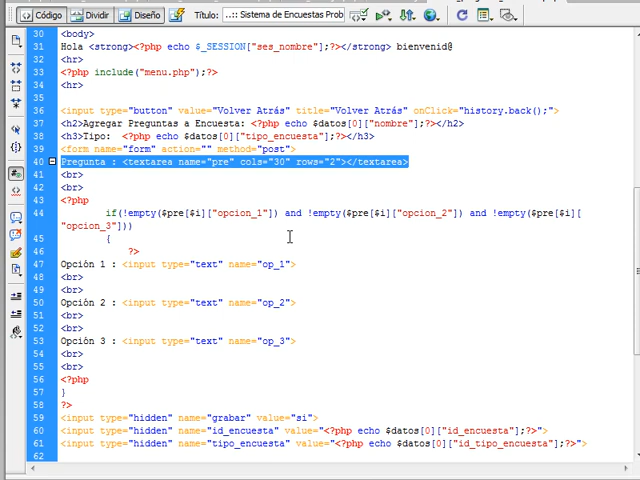 Código Dividir Diseño Título: ..:: Sistema de Encuestas Prob
30 <body>
31 Hola <strong><?php echo $_SESSION["ses_nombre"];?></strong> bienvenid@
32 <hr>
33 <?php include("menu.php");?>
34 <hr>
35
36 <input type="button" value="Volver Atrás" title="Volver Atrás" onClick="history.back();">
37 <h2>Agregar Preguntas a Encuesta: <?php echo $datos[0]["nombre"];?></h2>
38 <h3>Tipo: <?php echo $datos[0]["tipo_encuesta"];?></h3>
39 <form name="form" action="" method="post">
40 Pregunta : <textarea name="pre" cols="30" rows="2"></textarea>
41 <br>
42 <br>
43 <?php
44 if(!empty($pre[$i]["opcion_1"]) and !empty($pre[$i]["opcion_2"]) and !empty($pre[$i][
"opcion_3"]))
45 {
46 ?>
47 Opción 1 : <input type="text" name="op_1">
48 <br>
49 <br>
50 Opción 2 : <input type="text" name="op_2">
51 <br>
52 <br>
53 Opción 3 : <input type="text" name="op_3">
54 <br>
55 <br>
56 <?php
57 }
58 ?>
59 <input type="hidden" name="grabar" value="si">
60 <input type="hidden" name="id_encuesta" value="<?php echo $datos[0]["id_encuesta"];?>">
61 <input type="hidden" name="tipo_encuesta" value="<?php echo $datos[0]["id_tipo_encuesta"];?>">
62